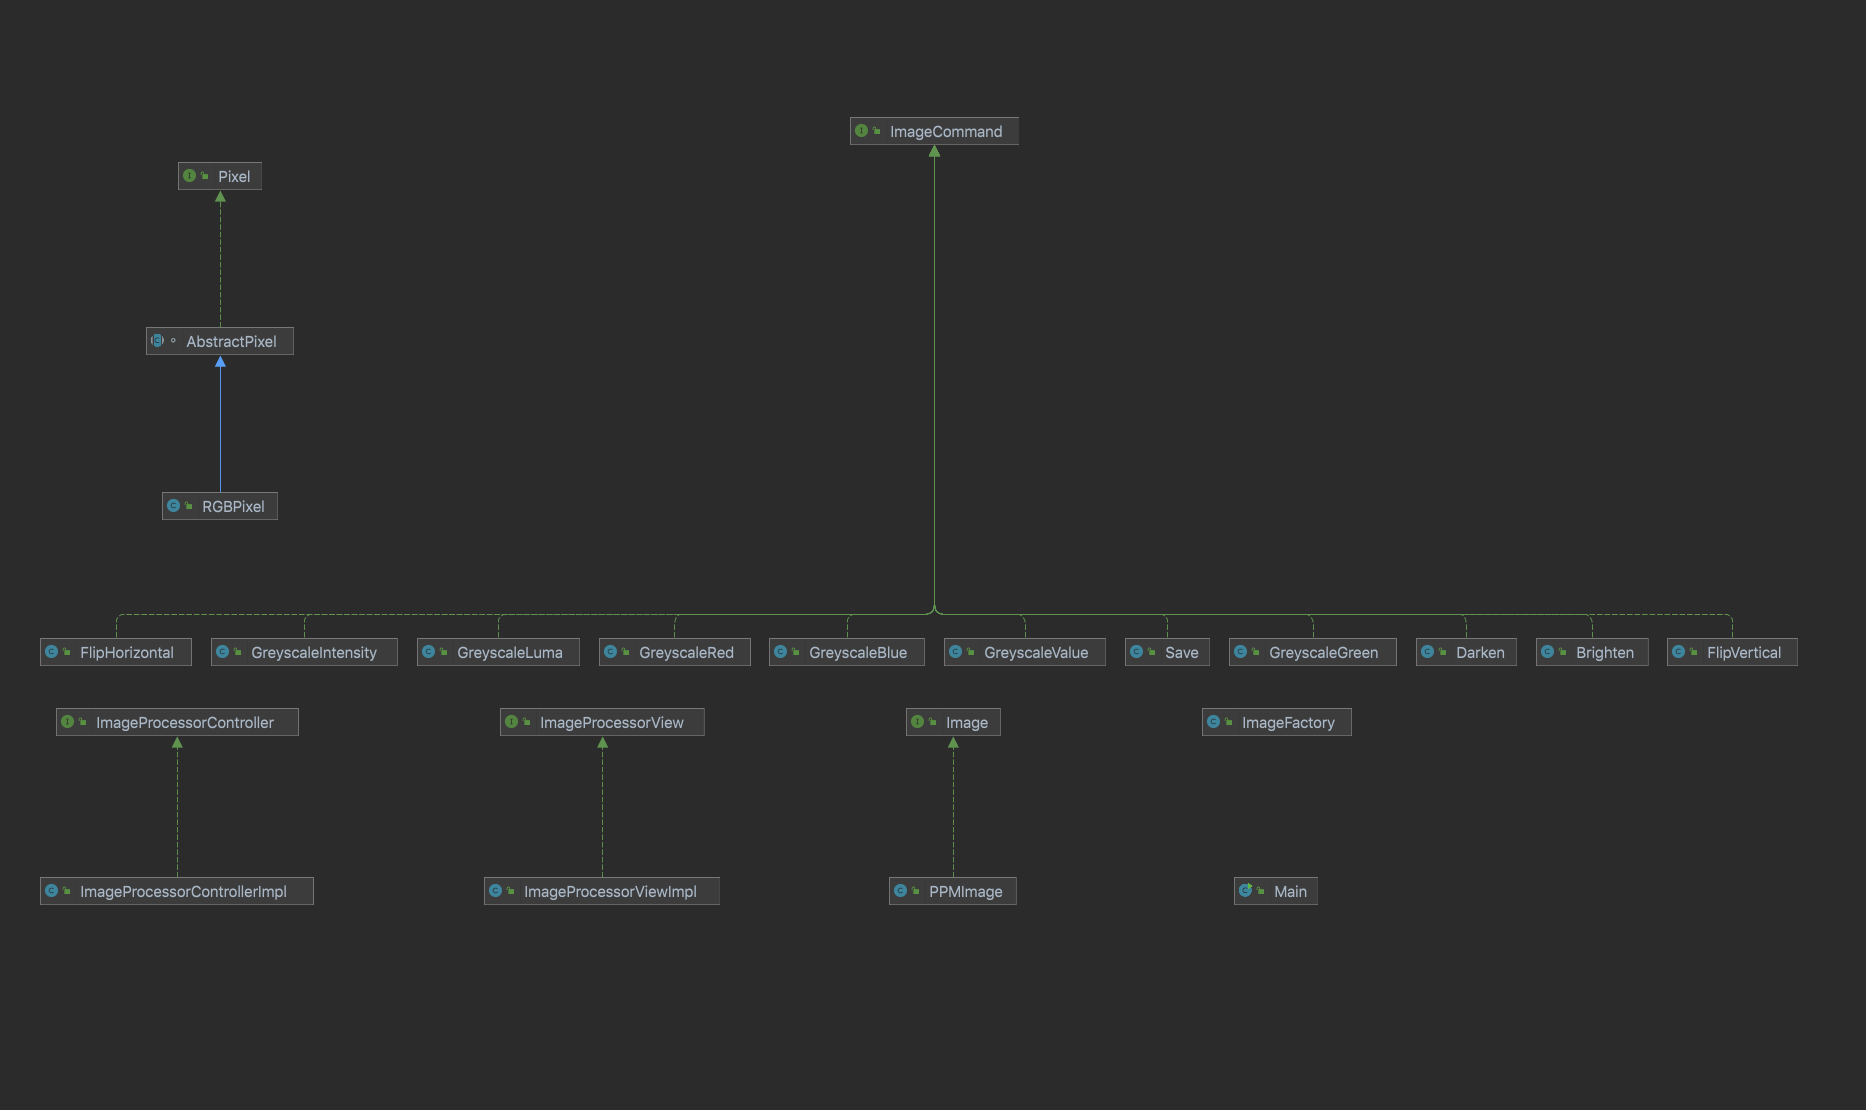 ImageCommand
Pixel
AbstractPixel
RGBPixel
FlipHorizontal
GreyscaleIntensity
GreyscaleLuma
GreyscaleRed
GreyscaleBlue
GreyscaleValue
Save
GreyscaleGreen
Darken
Brighten
FlipVertical
ImageProcessorController
ImageProcessorView
Image
ImageFactory
ImageProcessorControllerImpl
ImageProcessorViewImpl
PPMImage
Main